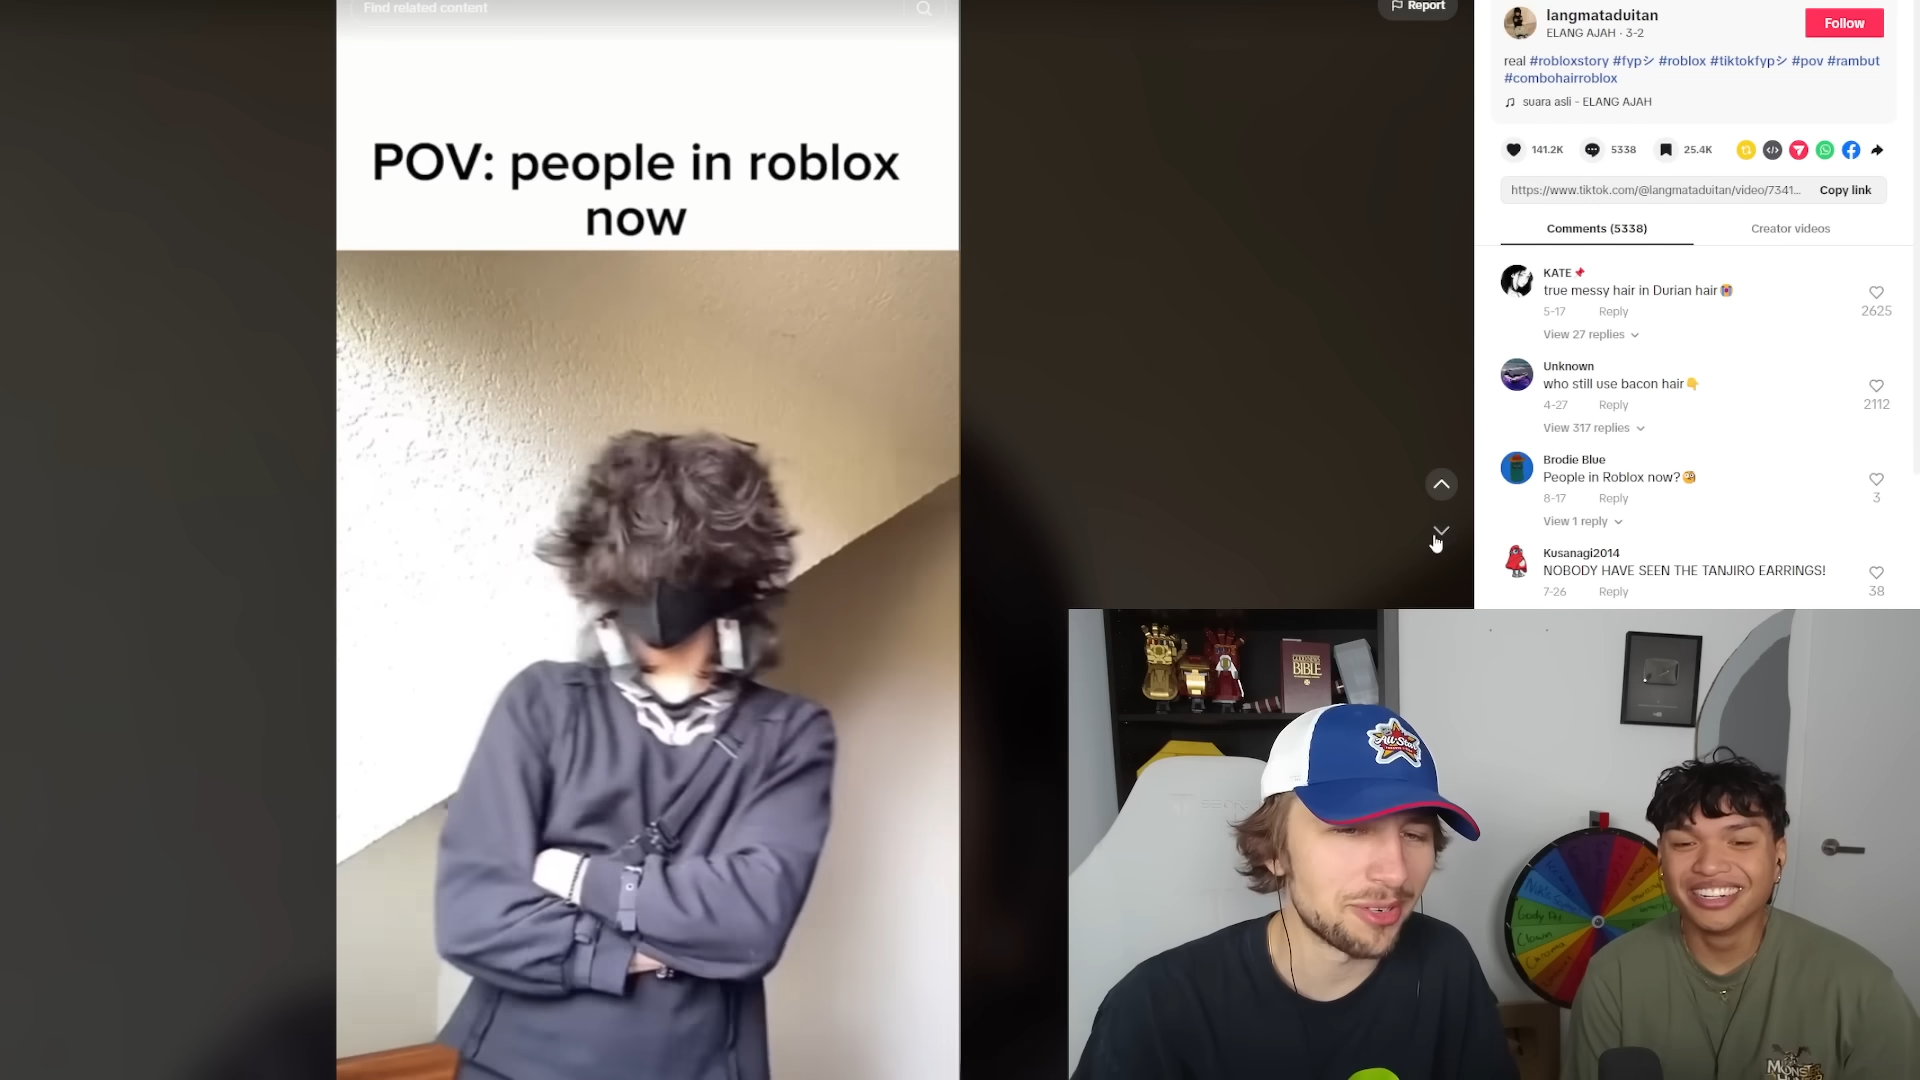 Find related content
Report
POV: people in roblox
now
langmataduitan
ELANG AJAH · 3-2
Follow
real #robloxstory #fypシ #roblox #tiktokfypシ #pov #rambut
#combohairroblox
suara asli - ELANG AJAH
141.2K
5338
25.4K
https://www.tiktok.com/@langmataduitan/video/7341...
Copy link
Comments (5338)
Creator videos
KATE
true messy hair in Durian hair
5-17 Reply
2625
View 27 replies
Unknown
who still use bacon hair
4-27 Reply
2112
View 317 replies
Brodie Blue
People in Roblox now?
8-17 Reply
3
View 1 reply
Kusanagi2014
NOBODY HAVE SEEN THE TANJIRO EARRINGS!
7-26 Reply
38
BIBLE
All-Star
Clown
MONSTER